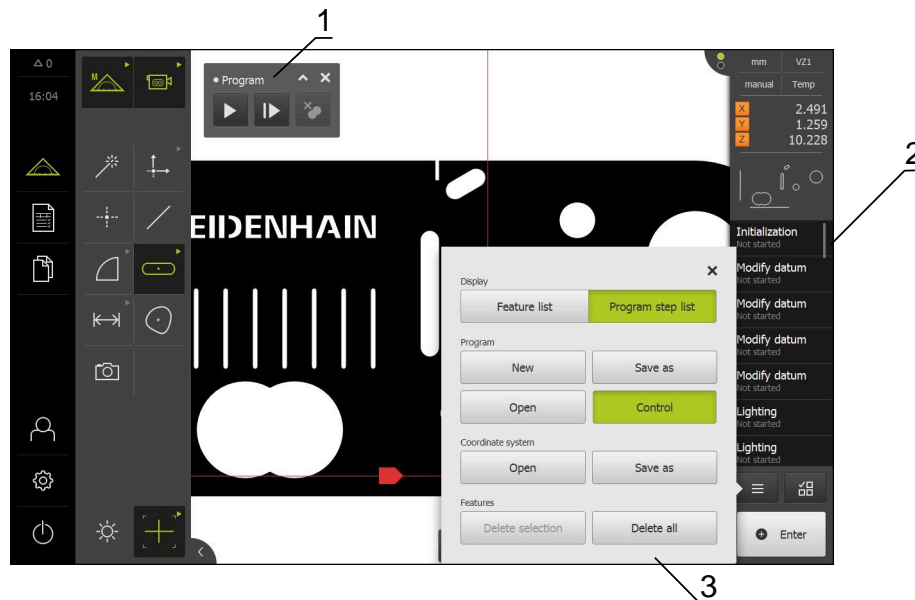 1
△ 0
16:04
M
Program
mm VZ1
manual Temp
X 2.491
Y 1.259
Z 10.228
2
EIDENHAIN
Initialization
Not started
Modify datum
Not started
Modify datum
Not started
Modify datum
Not started
Modify datum
Not started
Lighting
Not started
Lighting
Not started
Display
Feature list Program step list
Program
New Save as
Open Control
Coordinate system
Open Save as
Features
Delete selection Delete all
Enter
3